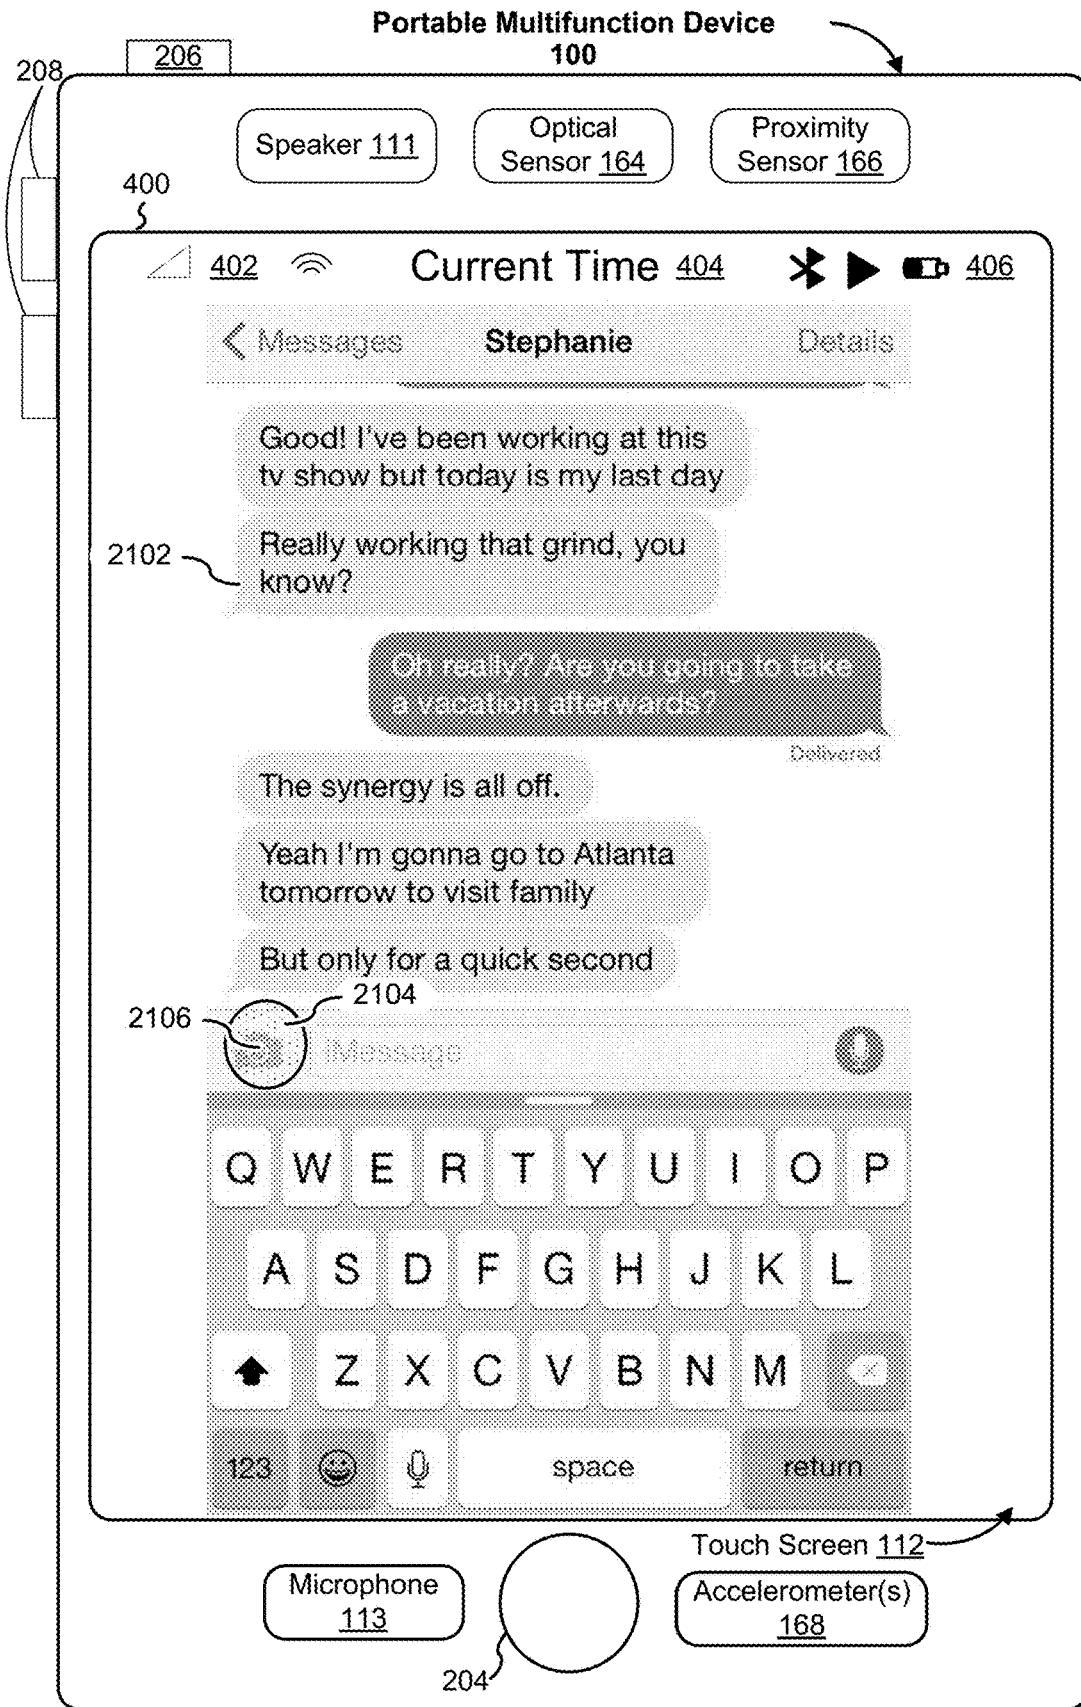 Portable Multifunction Device
100
206
208
Speaker 111
Optical
Sensor 164
Proximity
Sensor 166
400
402
Current Time 404
406
Messages
Stephanie
Details
Good! I've been working at this
tv show but today is my last day
2102
Really working that grind, you
know?
Oh really? Are you going to take
a vacation afterwards?
Delivered
The synergy is all off.
Yeah I'm gonna go to Atlanta
tomorrow to visit family
But only for a quick second
2104
2106
iMessage
Q W E R T Y U I O P
A S D F G H J K L
Z X C V B N M
123
space
return
Touch Screen 112
Microphone
113
Accelerometer(s)
168
204